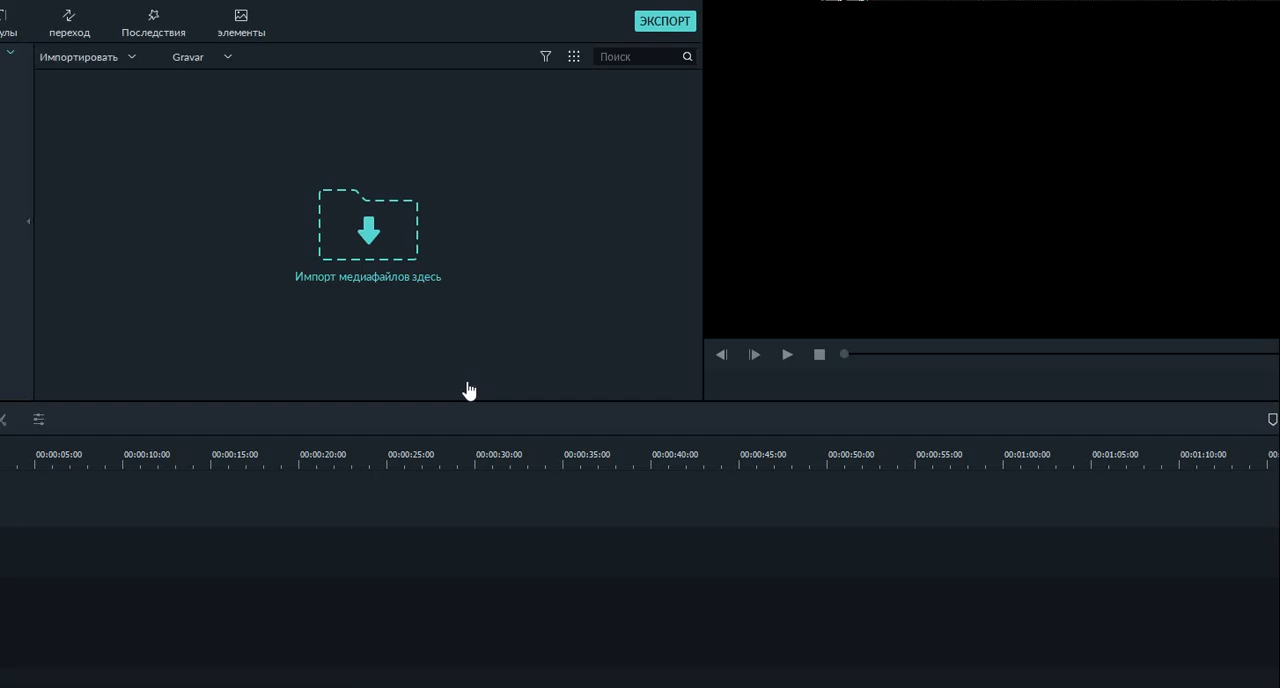 ЭКСПОРТ
улы переход Последствия элементы
Импортировать Gravar Поиск
Импорт медиафайлов здесь
00:00:05:00 00:00:10:00 00:00:15:00 00:00:20:00 00:00:25:00 00:00:30:00 00:00:35:00 00:00:40:00 00:00:45:00 00:00:50:00 00:00:55:00 00:01:00:00 00:01:05:00 00:01:10:00 00: